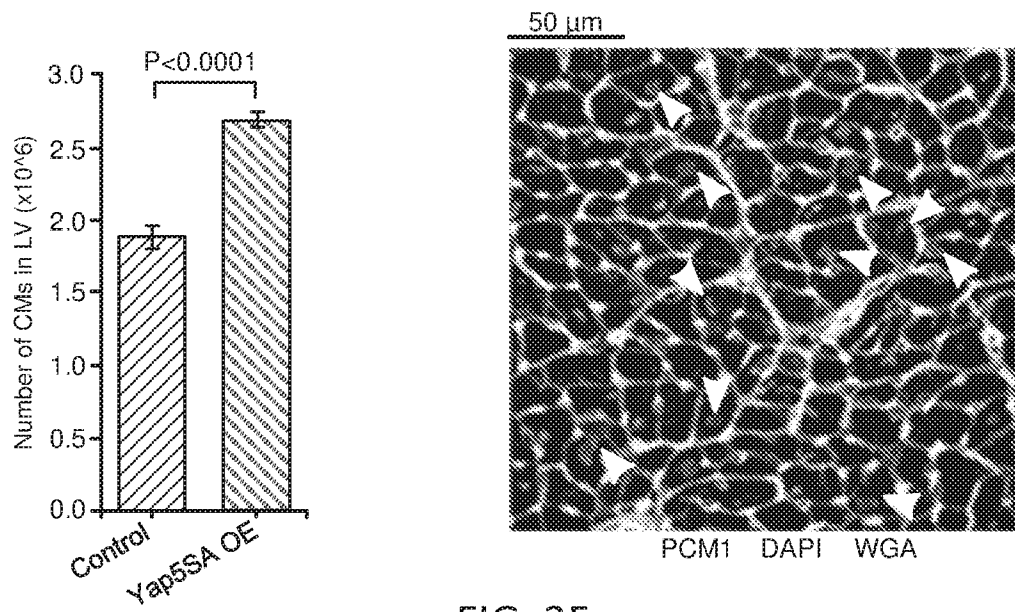 P<0.0001
Number of CMs in LV (x10^6)
3.0
2.5
2.0
1.5
1.0
0.5
0.0
Control
Yap5SA OE
50 μm
PCM1 DAPI WGA